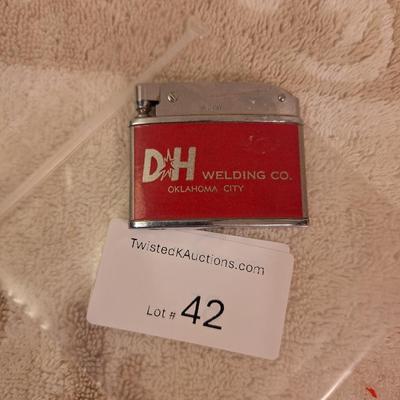 D&H WELDING CO.
OKLAHOMA CITY
TwistedKAuctions.com
Lot # 42